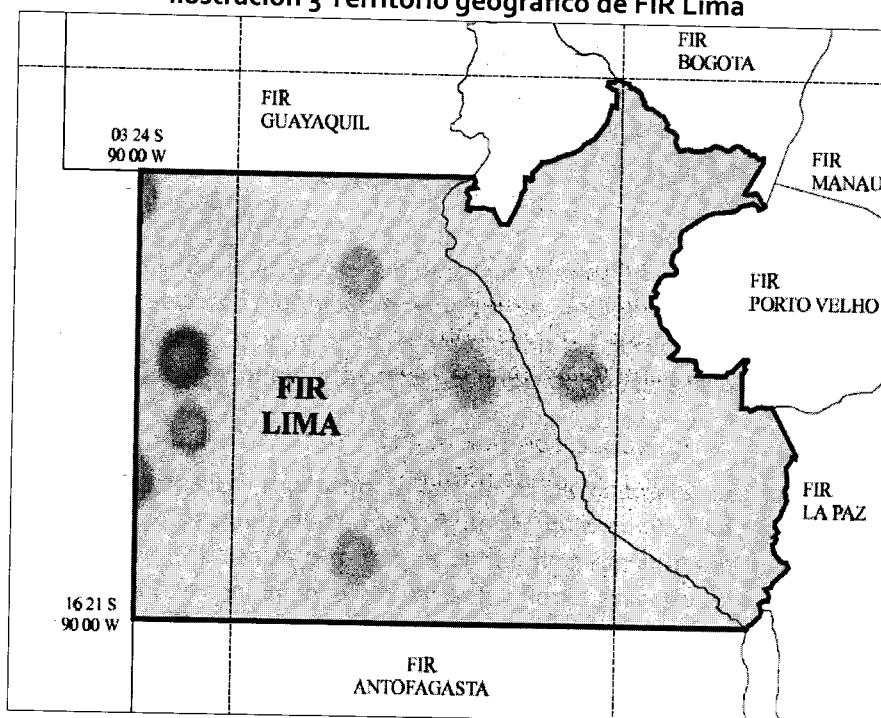 Ilustración 3 Territorio geográfico de FIR Lima
FIR
BOGOTA
FIR
GUAYAQUIL
03 24 S
90 00 W
FIR
MANAU
FIR
PORTO VELHO
FIR
LIMA
FIR
LA PAZ
16 21 S
90 00 W
FIR
ANTOFAGASTA